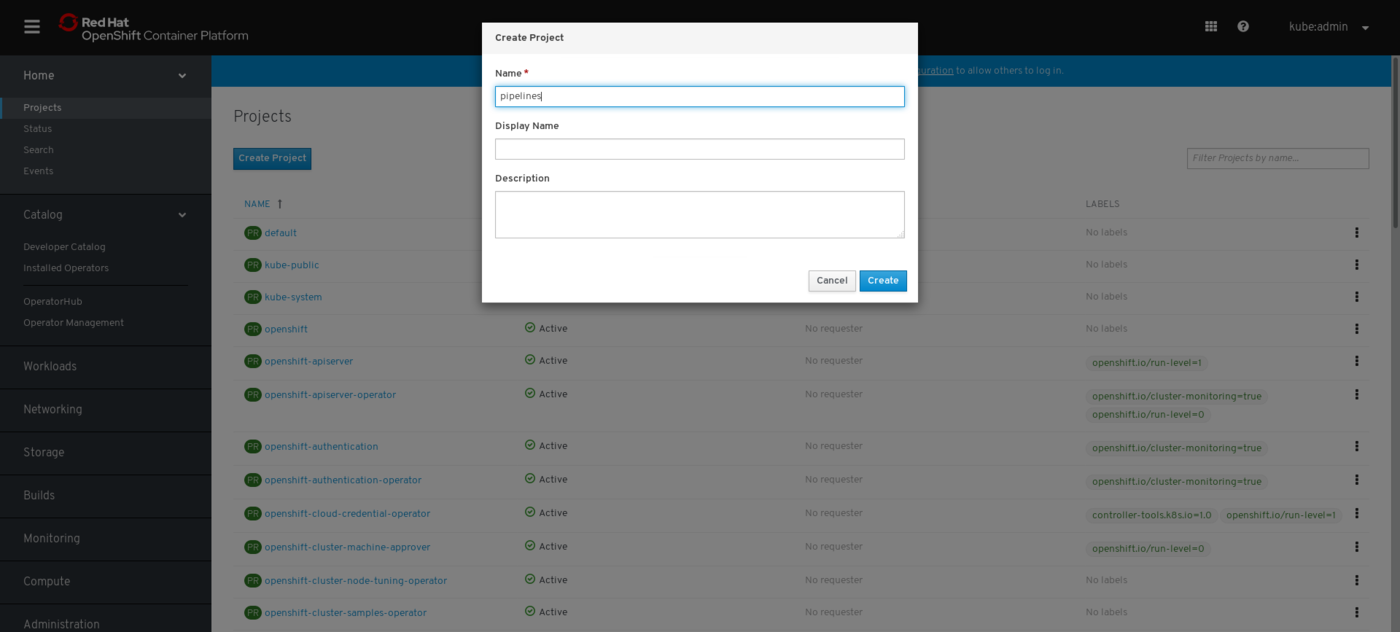 Red Hat
OpenShift Container Platform
kube:admin
Home
Projects
Status
Search
Events
Catalog
Developer Catalog
Installed Operators
OperatorHub
Operator Management
Workloads
Networking
Storage
Builds
Monitoring
Compute
Administration
to allow others to log in.
Projects
Create Project
Filter Projects by name...
Create Project
Name *
pipelines
Display Name
Description
Cancel Create
NAME LABELS
PR default No labels
PR kube-public No labels
PR kube-system No labels
PR openshift Active No requester No labels
PR openshift-apiserver Active No requester openshift.io/run-level=1
PR openshift-apiserver-operator Active No requester openshift.io/cluster-monitoring=true
openshift.io/run-level=0
PR openshift-authentication Active No requester openshift.io/cluster-monitoring=true
PR openshift-authentication-operator Active No requester openshift.io/cluster-monitoring=true
PR openshift-cloud-credential-operator Active No requester controller-tools.k8s.io=1.0 openshift.io/run-level=1
PR openshift-cluster-machine-approver Active No requester openshift.io/run-level=0
PR openshift-cluster-node-tuning-operator Active No requester No labels
PR openshift-cluster-samples-operator Active No requester No labels